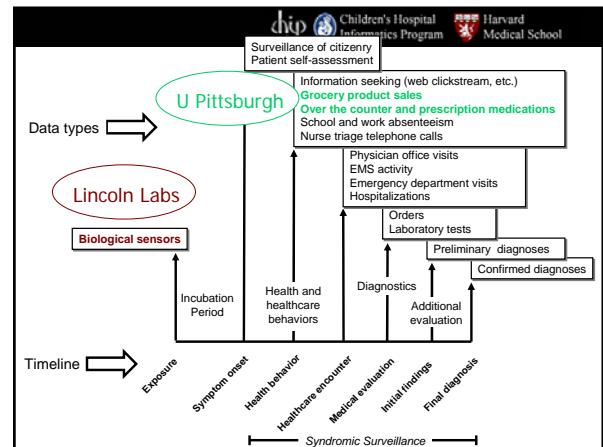 chip Children's Hospital Informatics Program
Harvard Medical School
Surveillance of citizenry
Patient self-assessment
U Pittsburgh
Information seeking (web clickstream, etc.)
Grocery product sales
Over the counter and prescription medications
School and work absenteeism
Nurse triage telephone calls
Data types
Physician office visits
EMS activity
Emergency department visits
Hospitalizations
Lincoln Labs
Orders
Laboratory tests
Biological sensors
Preliminary diagnoses
Confirmed diagnoses
Incubation
Period
Health and
healthcare
behaviors
Diagnostics
Additional
evaluation
Timeline
Exposure
Symptom onset
Health behavior
Healthcare encounter
Medical evaluation
Initial findings
Final diagnosis
Syndromic Surveillance